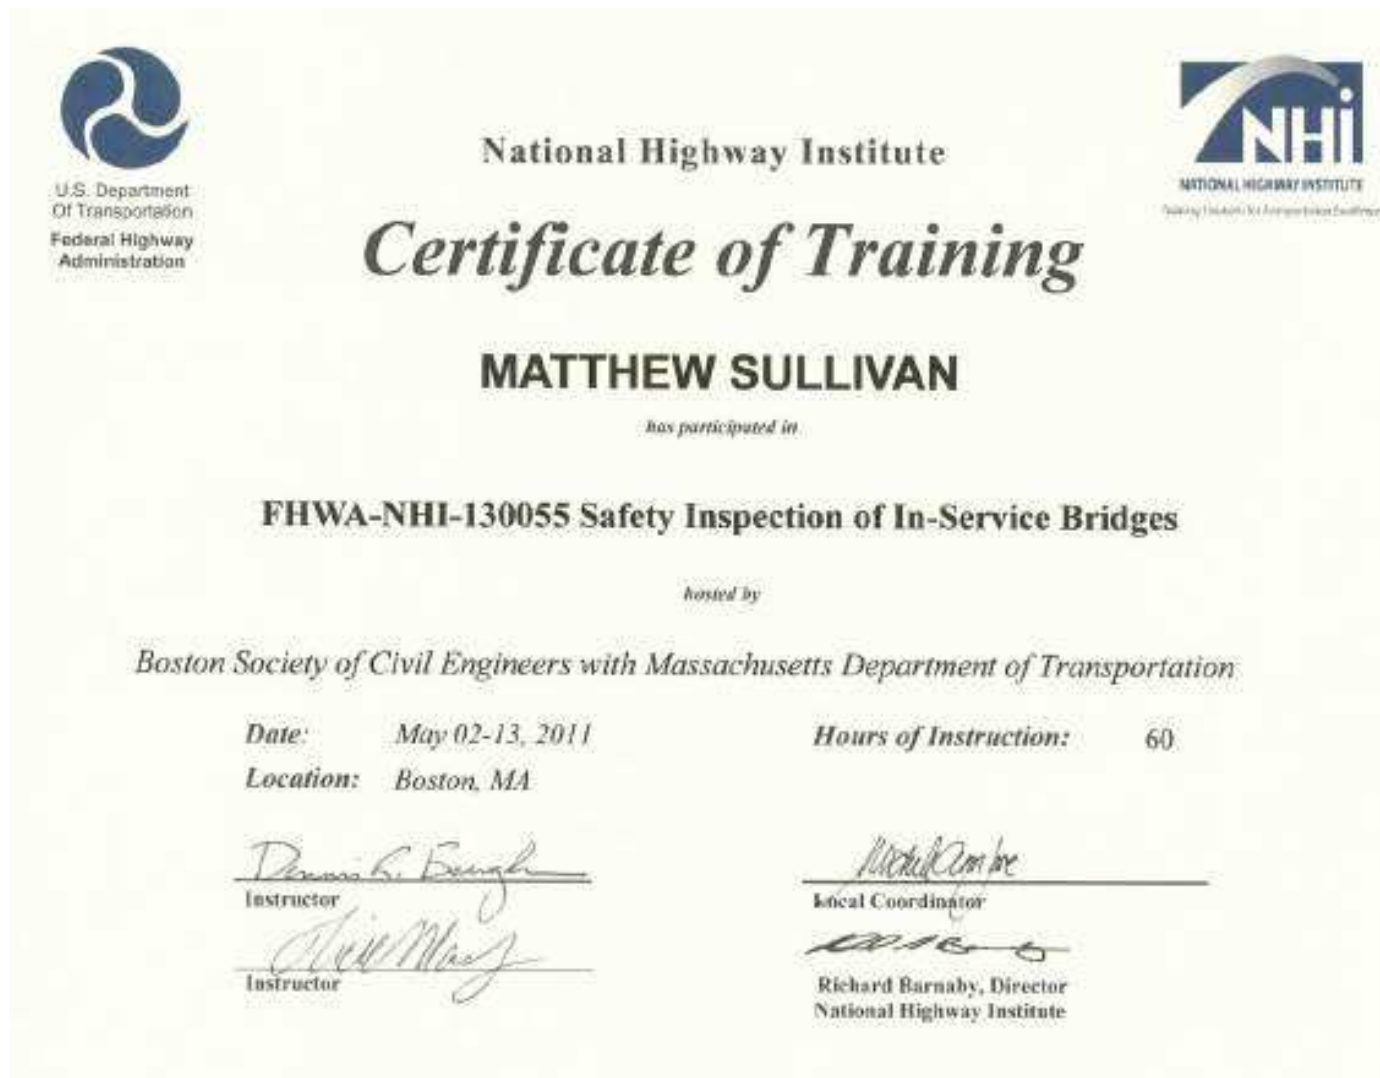 U.S. Department
Of Transportation
Federal Highway
Administration
NHi
NATIONAL HIGHWAY INSTITUTE
National Highway Institute
Certificate of Training
MATTHEW SULLIVAN
has participated in
FHWA-NHI-130055 Safety Inspection of In-Service Bridges
hosted by
Boston Society of Civil Engineers with Massachusetts Department of Transportation
Date: May 02-13, 2011
Hours of Instruction: 60
Location: Boston, MA
Instructor
Local Coordinator
Instructor
Richard Barnaby, Director
National Highway Institute